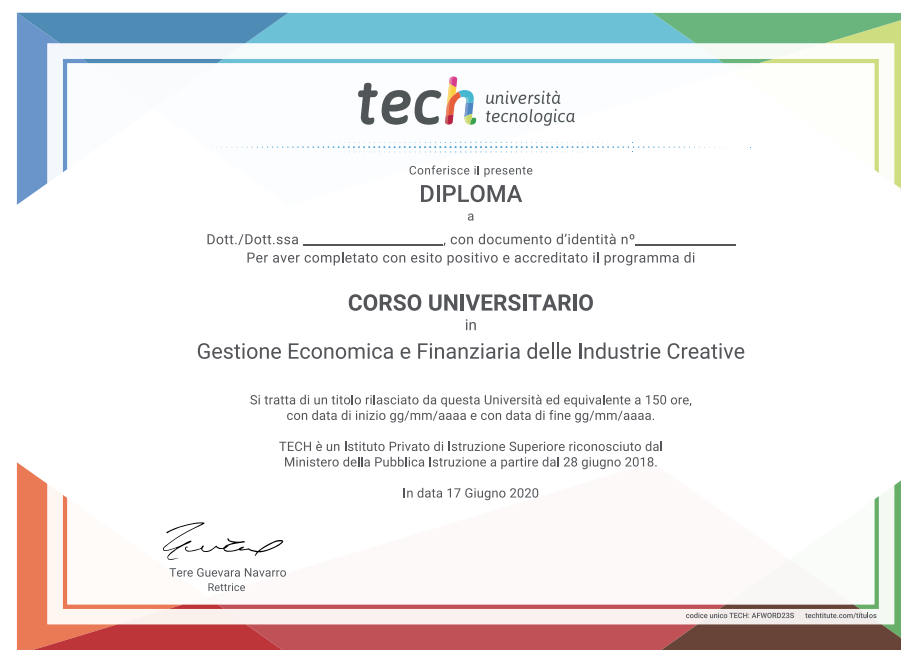 tech università
tecnologica
Conferisce il presente
DIPLOMA
a
Dott./Dott.ssa ____________________, con documento d'identità nº______________
Per aver completato con esito positivo e accreditato il programma di
CORSO UNIVERSITARIO
in
Gestione Economica e Finanziaria delle Industrie Creative
Si tratta di un titolo rilasciato da questa Università ed equivalente a 150 ore,
con data di inizio gg/mm/aaaa e con data di fine gg/mm/aaaa.
TECH è un Istituto Privato di Istruzione Superiore riconosciuto dal
Ministero della Pubblica Istruzione a partire dal 28 giugno 2018.
In data 17 Giugno 2020
Tere Guevara Navarro
Rettrice
codice unico TECH: AFWORD23S techtitute.com/títulos